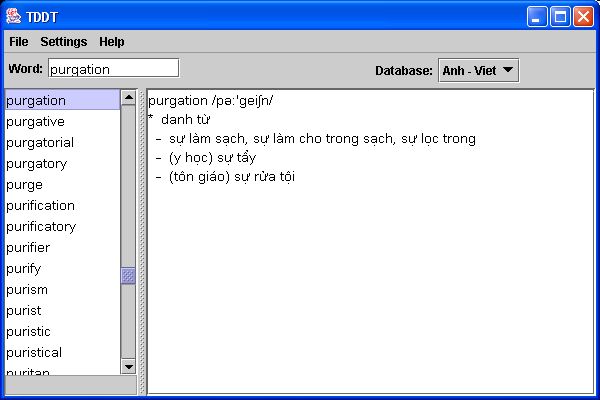 TDDT
File Settings Help
Word: purgation
Database: Anh - Viet
purgation
purgative
purgatorial
purgatory
purge
purification
purificatory
purifier
purify
purism
purist
puristic
puristical
puritan
purgation /pə:'geiʃn/
* danh từ
- sự làm sạch, sự làm cho trong sạch, sự lọc trong
- (y học) sự tẩy
- (tôn giáo) sự rửa tội